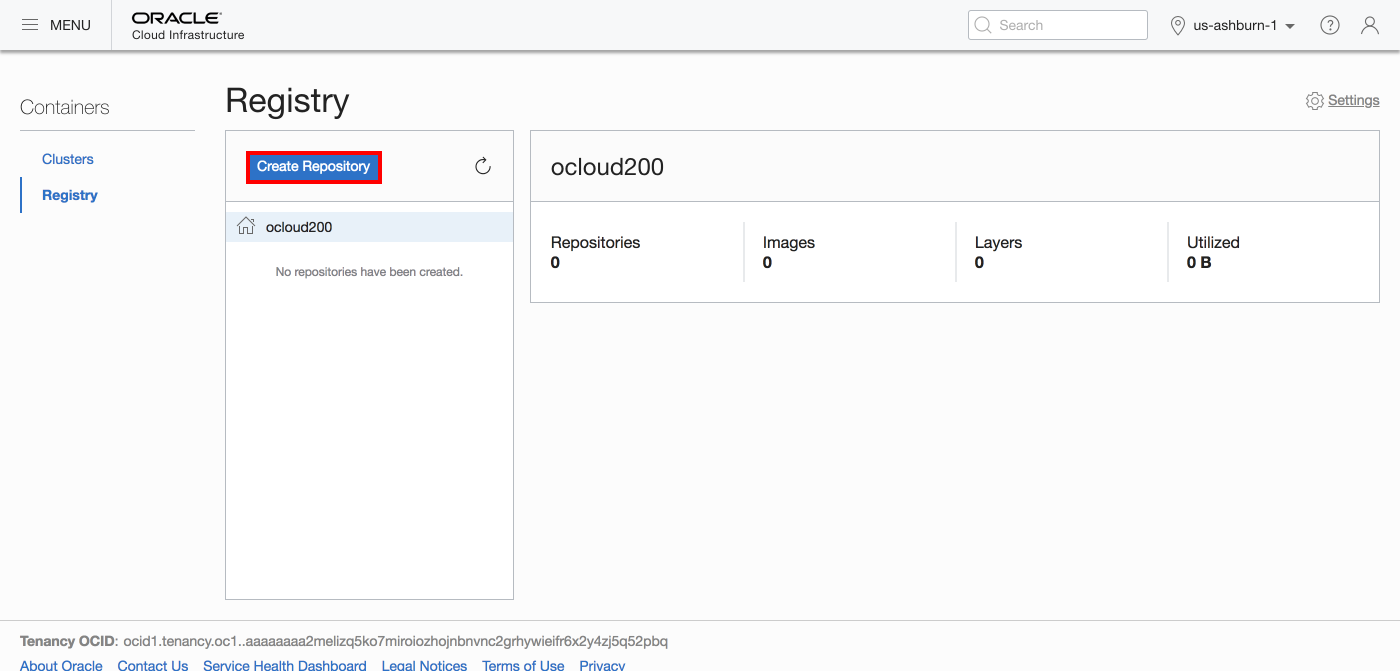 MENU
ORACLE
Cloud Infrastructure
Search
us-ashburn-1
?
Containers
Clusters
Registry
Registry
Settings
Create Repository
ocloud200
No repositories have been created.
ocloud200
Repositories
0
Images
0
Layers
0
Utilized
0 B
Tenancy OCID: ocid1.tenancy.oc1..aaaaaaaa2melizq5ko7miroiozhojnbnvnc2grhywieifr6x2y4zj5q52pbq
About Oracle Contact Us Service Health Dashboard Legal Notices Terms of Use Privacy